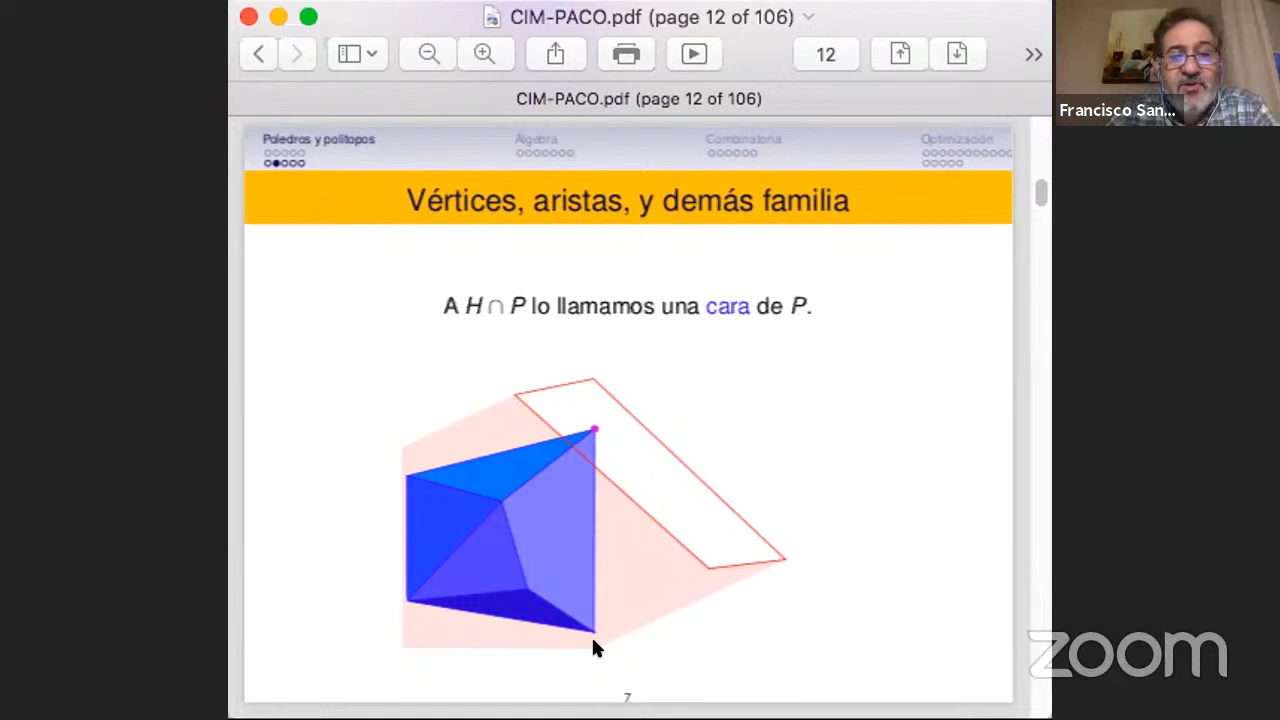 CIM-PACO.pdf (page 12 of 106)
12
CIM-PACO.pdf (page 12 of 106)
Poliedros y politopos
Álgebra
Combinatoria
Optimización
Vértices, aristas, y demás familia
A H ∩ P lo llamamos una cara de P.
7
Francisco San...
zoom